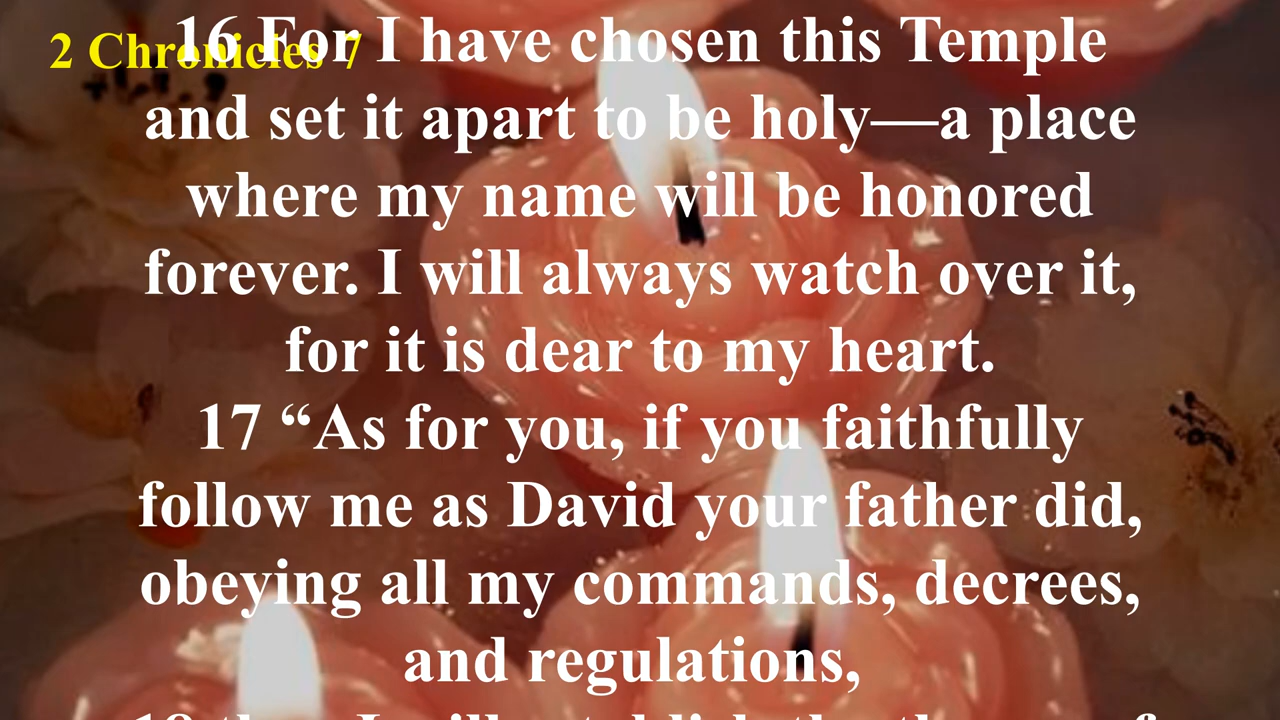 2 Chronicles 7
16 For I have chosen this Temple
and set it apart to be holy—a place
where my name will be honored
forever. I will always watch over it,
for it is dear to my heart.
17 “As for you, if you faithfully
follow me as David your father did,
obeying all my commands, decrees,
and regulations,